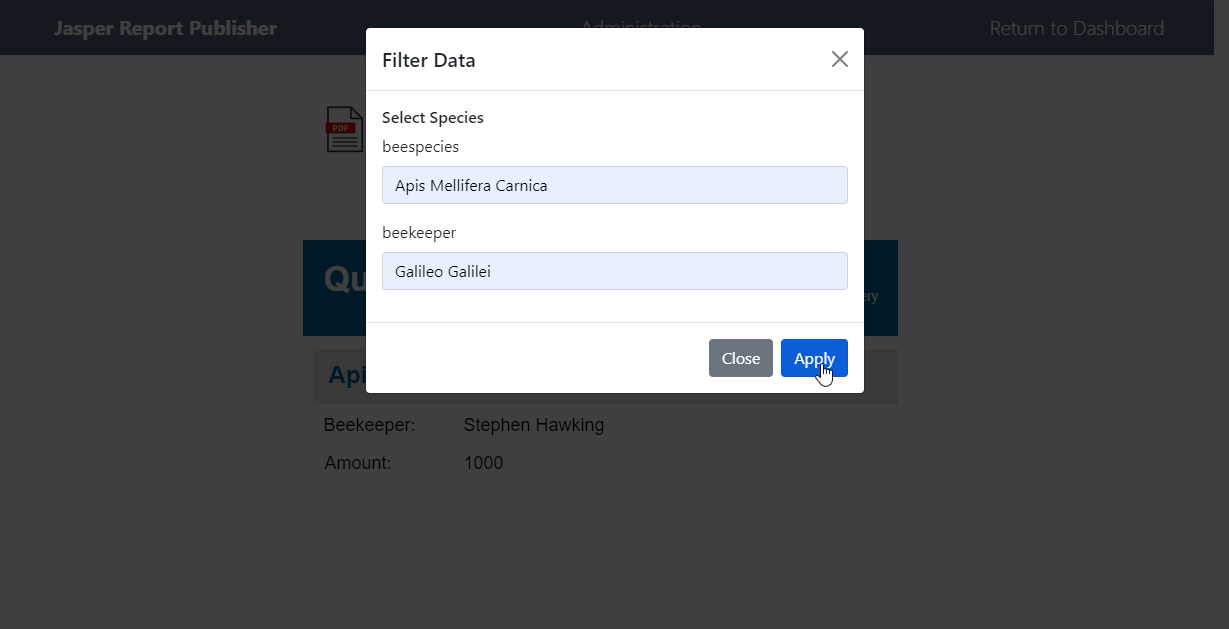 Jasper Report Publisher
Administration
Return to Dashboard
Filter Data
Select Species
beespecies
Apis Mellifera Carnica
beekeeper
Galileo Galilei
Close
Apply
PDF
Qu
ery
Api
Beekeeper: Stephen Hawking
Amount: 1000